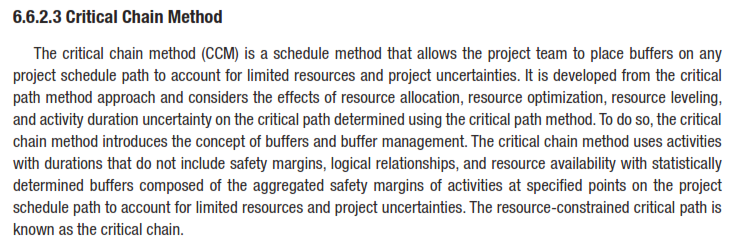 6.6.2.3 Critical Chain Method
The critical chain method (CCM) is a schedule method that allows the project team to place buffers on any
project schedule path to account for limited resources and project uncertainties. It is developed from the critical
path method approach and considers the effects of resource allocation, resource optimization, resource leveling,
and activity duration uncertainty on the critical path determined using the critical path method. To do so, the critical
chain method introduces the concept of buffers and buffer management. The critical chain method uses activities
with durations that do not include safety margins, logical relationships, and resource availability with statistically
determined buffers composed of the aggregated safety margins of activities at specified points on the project
schedule path to account for limited resources and project uncertainties. The resource-constrained critical path is
known as the critical chain.